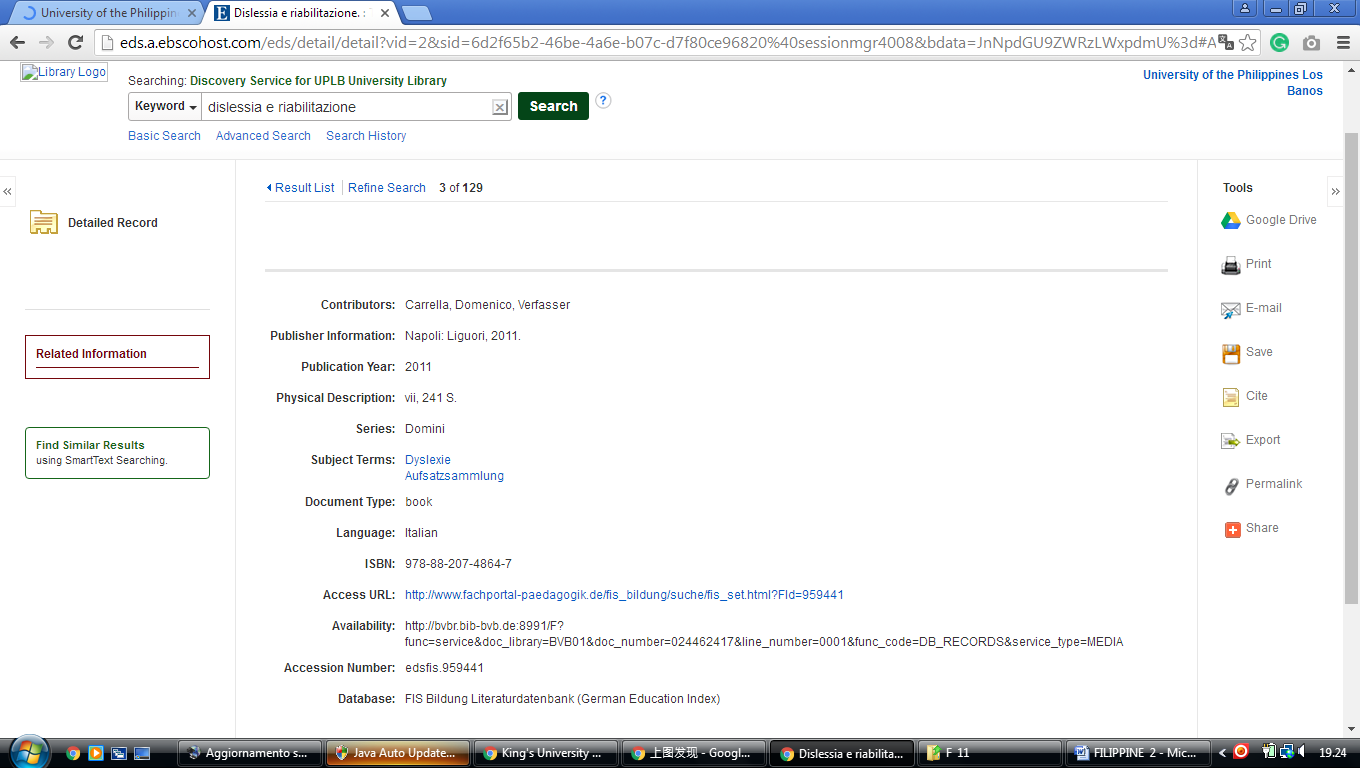 University of the Philippin
Dislessia e riabilitazione. :
eds.a.ebscohost.com/eds/detail/detail?vid=2&sid=6d2f65b2-46be-4a6e-b07c-d7f80ce96820%40sessionmgr4008&bdata=JnNpdGU9ZWRzLWxpdmU%3d#A
Library Logo
Searching: Discovery Service for UPLB University Library
University of the Philippines Los
Banos
Keyword
dislessia e riabilitazione
Search
?
Basic Search Advanced Search Search History
«
Result List Refine Search 3 of 129
Tools
»
Detailed Record
Google Drive
Print
E-mail
Save
Cite
Export
Permalink
Share
Related Information
Find Similar Results
using SmartText Searching.
Contributors: Carrella, Domenico, Verfasser
Publisher Information: Napoli: Liguori, 2011.
Publication Year: 2011
Physical Description: vii, 241 S.
Series: Domini
Subject Terms: Dyslexie
Aufsatzsammlung
Document Type: book
Language: Italian
ISBN: 978-88-207-4864-7
Access URL: http://www.fachportal-paedagogik.de/fis_bildung/suche/fis_set.html?FId=959441
Availability: http://bvbr.bib-bvb.de:8991/F?
func=service&doc_library=BVB01&doc_number=024462417&line_number=0001&func_code=DB_RECORDS&service_type=MEDIA
Accession Number: edsfis.959441
Database: FIS Bildung Literaturdatenbank (German Education Index)
Aggiornamento s...
Java Auto Update...
King's University ...
上图发现 - Googl...
Dislessia e riabilita...
F 11
FILIPPINE 2 - Mic...
19.24